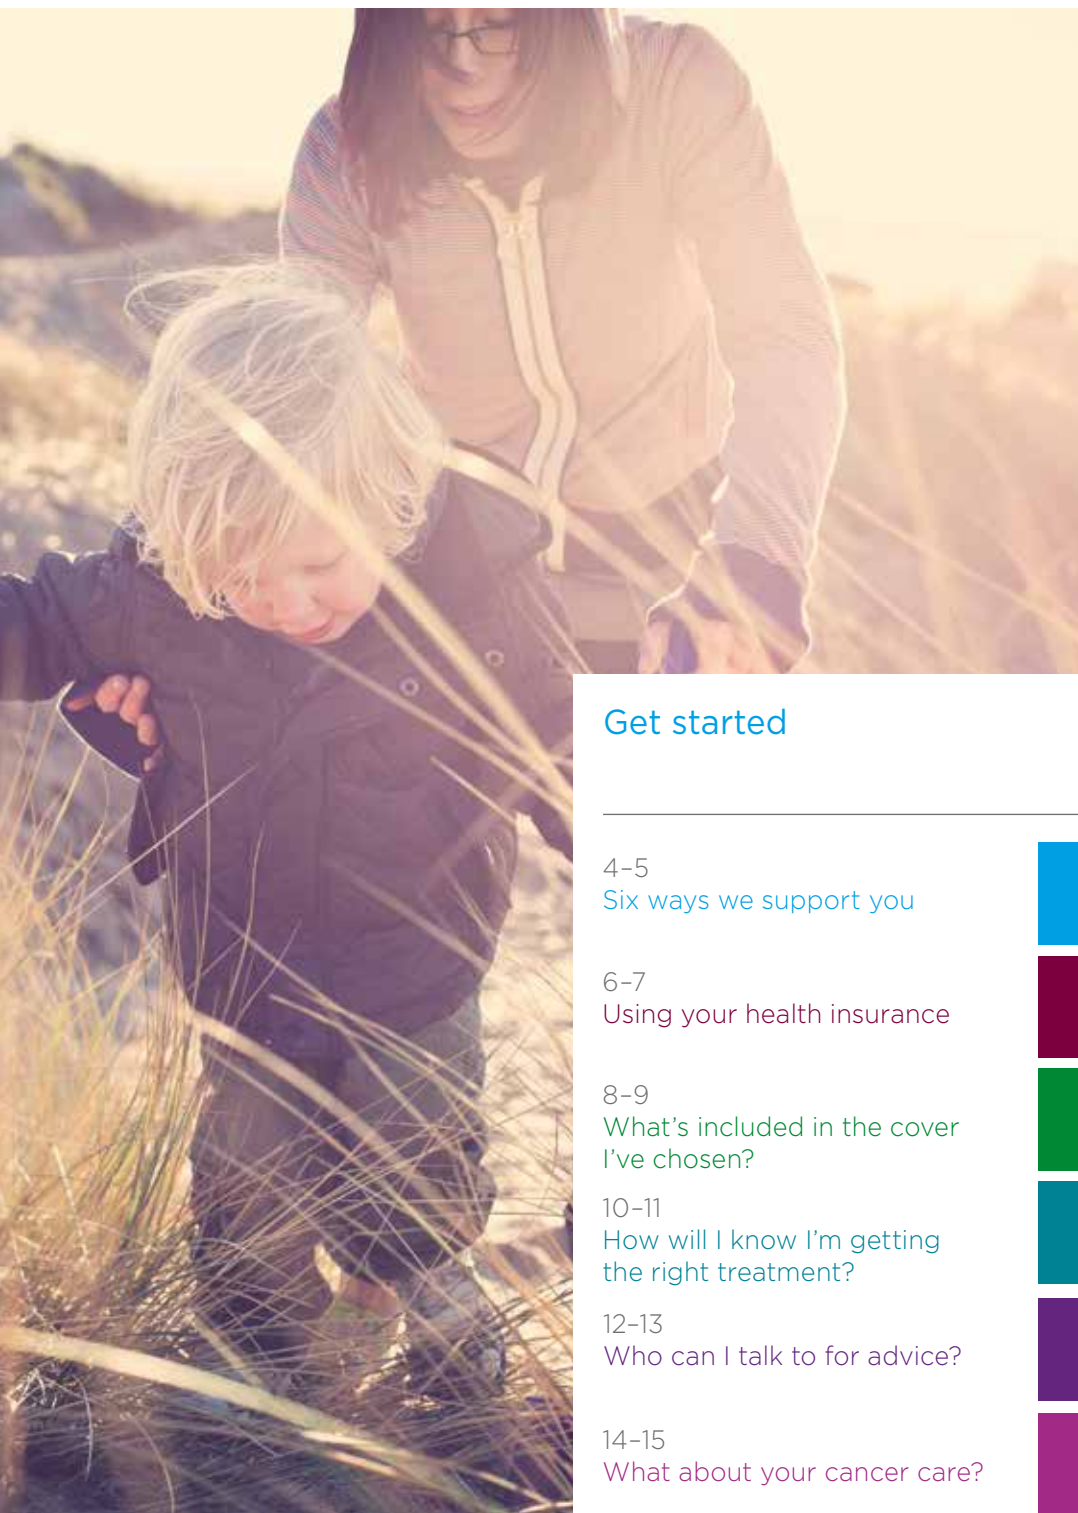 Get started
4–5
Six ways we support you
6–7
Using your health insurance
8–9
What's included in the cover
I've chosen?
10–11
How will I know I'm getting
the right treatment?
12–13
Who can I talk to for advice?
14–15
What about your cancer care?